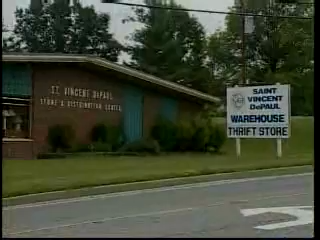 ST. VINCENT DEPAUL
STORE & DISTRIBUTION CENTER
SAINT
VINCENT
DePAUL
WAREHOUSE
THRIFT STORE